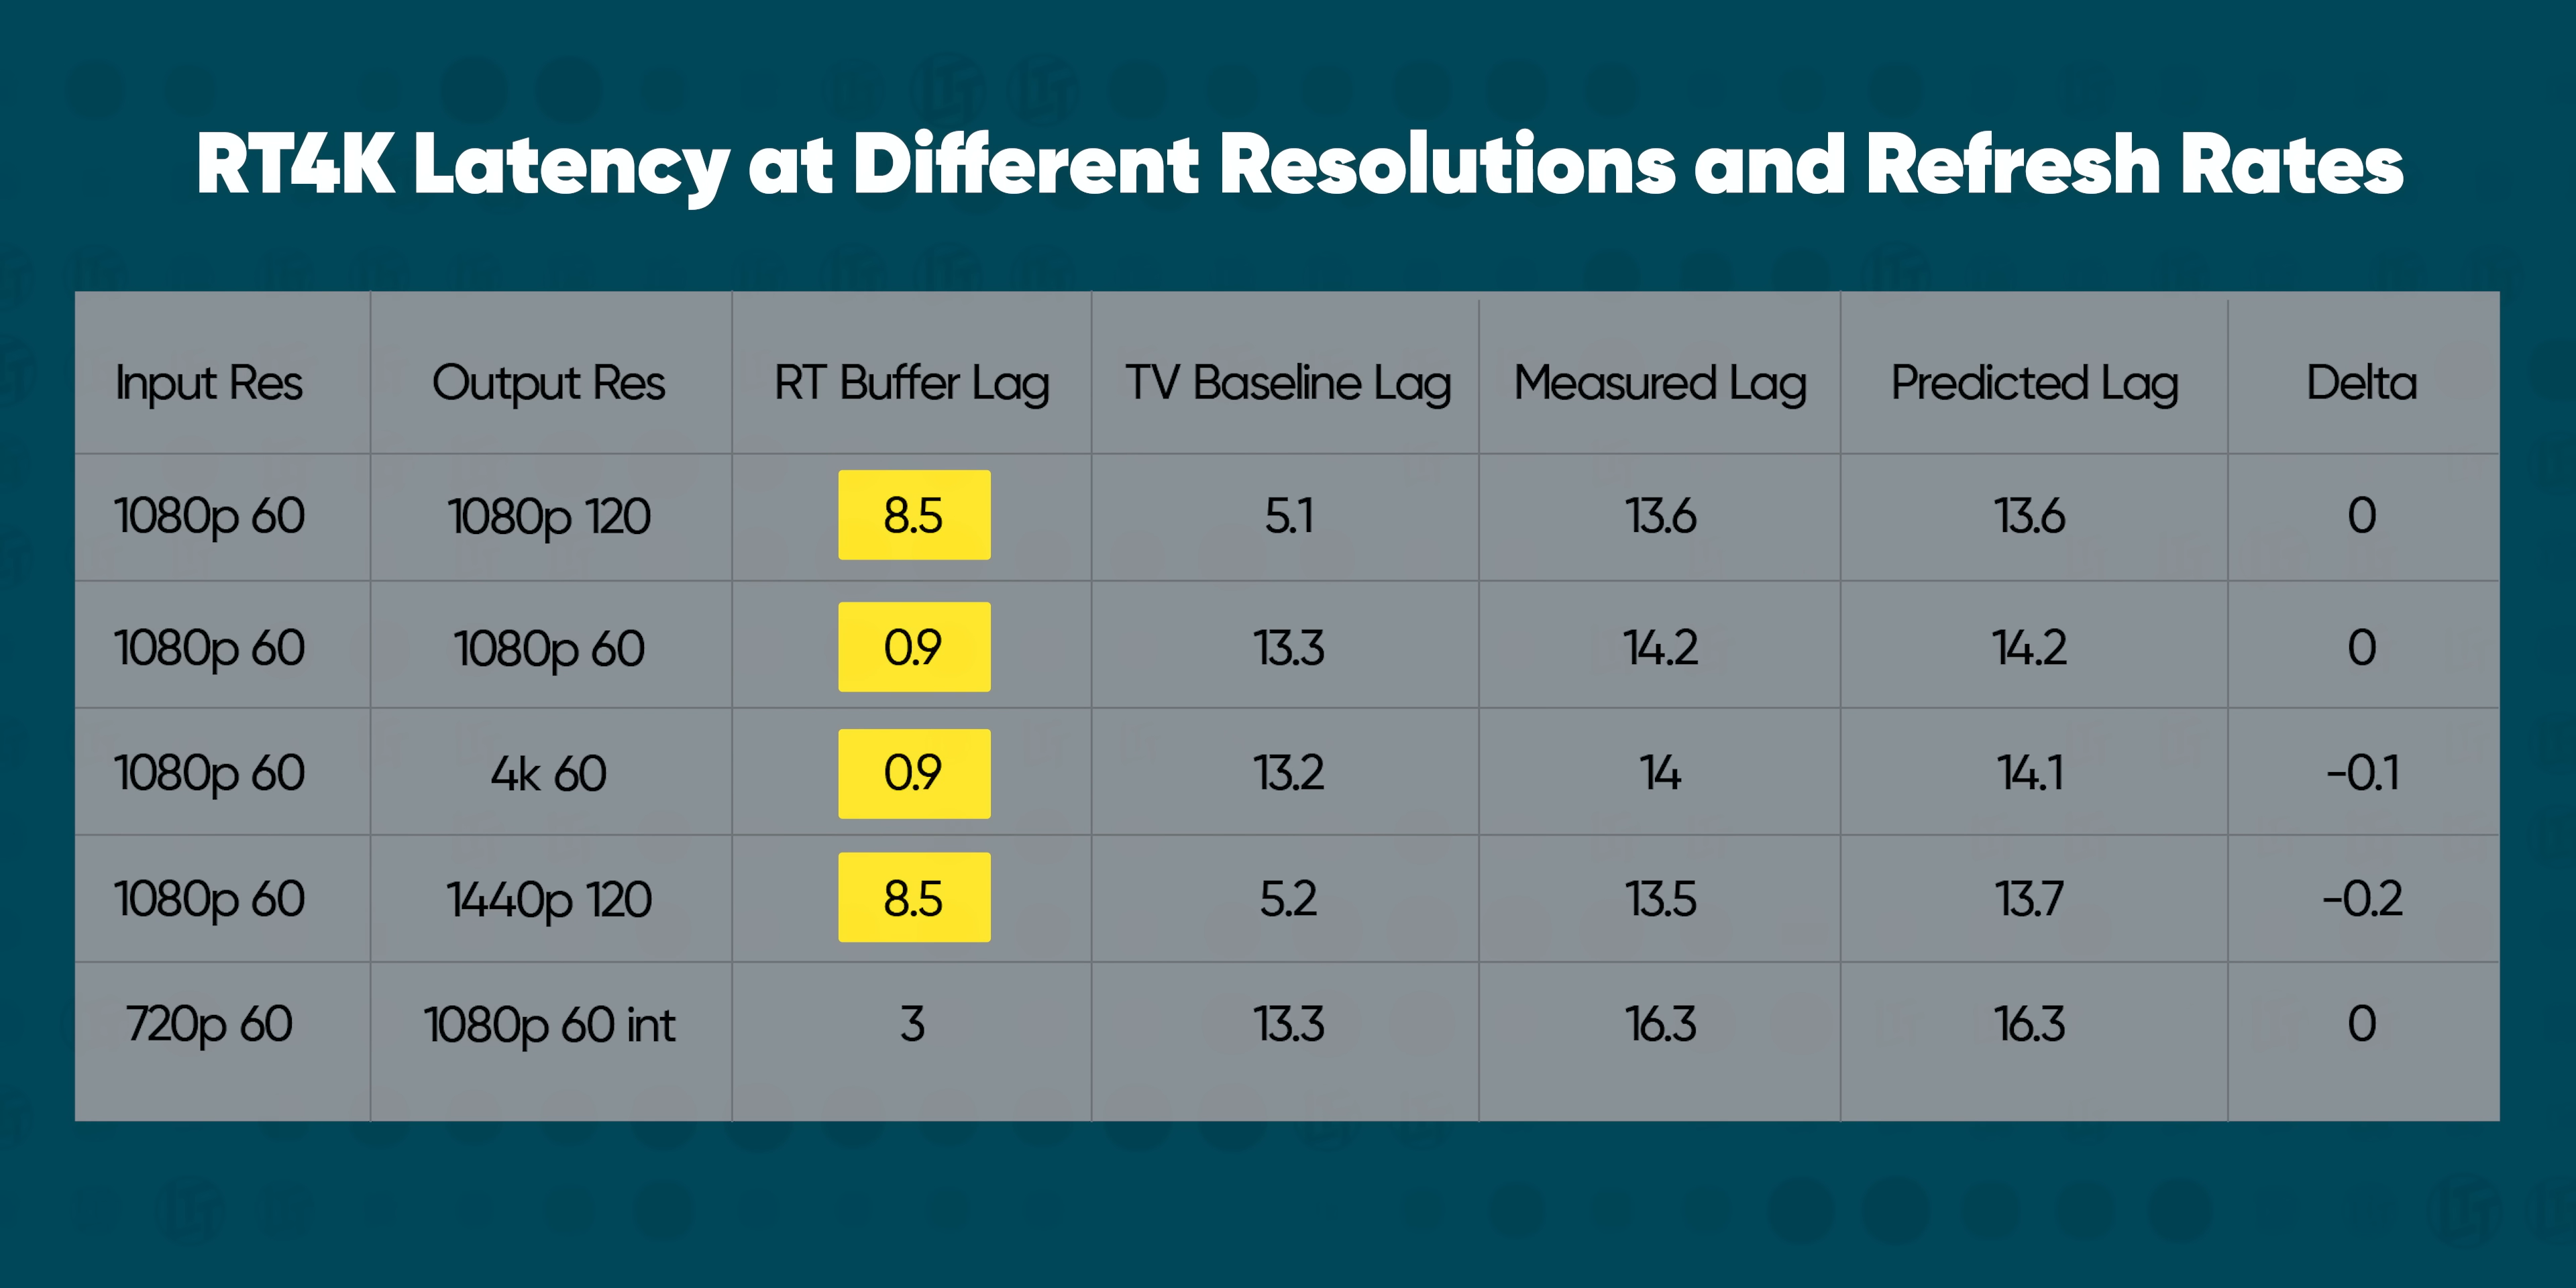 RT4K Latency at Different Resolutions and Refresh Rates
Input Res Output Res RT Buffer Lag TV Baseline Lag Measured Lag Predicted Lag Delta
1080p 60 1080p 120 8.5 5.1 13.6 13.6 0
1080p 60 1080p 60 0.9 13.3 14.2 14.2 0
1080p 60 4k 60 0.9 13.2 14 14.1 -0.1
1080p 60 1440p 120 8.5 5.2 13.5 13.7 -0.2
720p 60 1080p 60 int 3 13.3 16.3 16.3 0